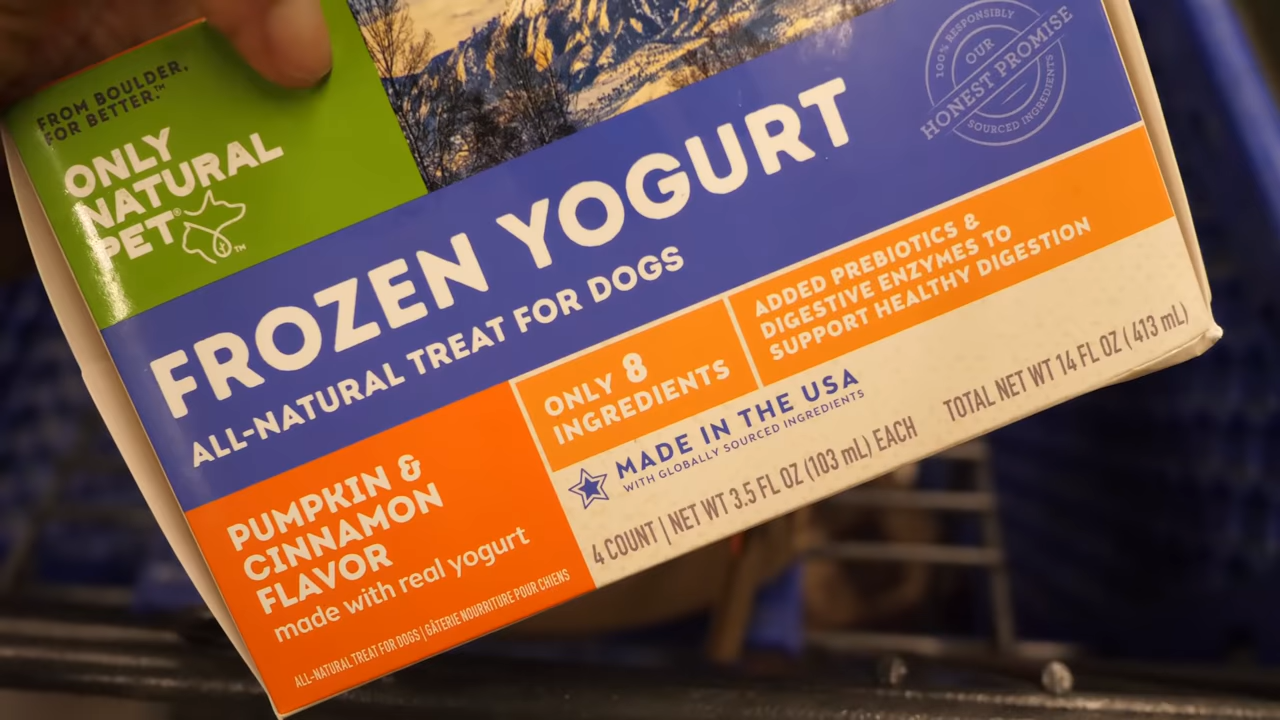 FROM BOULDER,
FOR BETTER.™
ONLY
NATURAL
PET®
™
100% RESPONSIBLY
OUR
HONEST PROMISE
SOURCED INGREDIENTS
FROZEN YOGURT
ALL-NATURAL TREAT FOR DOGS
ONLY 8
INGREDIENTS
ADDED PREBIOTICS &
DIGESTIVE ENZYMES TO
SUPPORT HEALTHY DIGESTION
MADE IN THE USA
WITH GLOBALLY SOURCED INGREDIENTS
4 COUNT | NET WT 3.5 FL OZ (103 mL) EACH TOTAL NET WT 14 FL OZ ( 413 mL)
PUMPKIN &
CINNAMON
FLAVOR
made with real yogurt
ALL-NATURAL TREAT FOR DOGS | GÂTERIE NOURRITURE POUR CHIENS